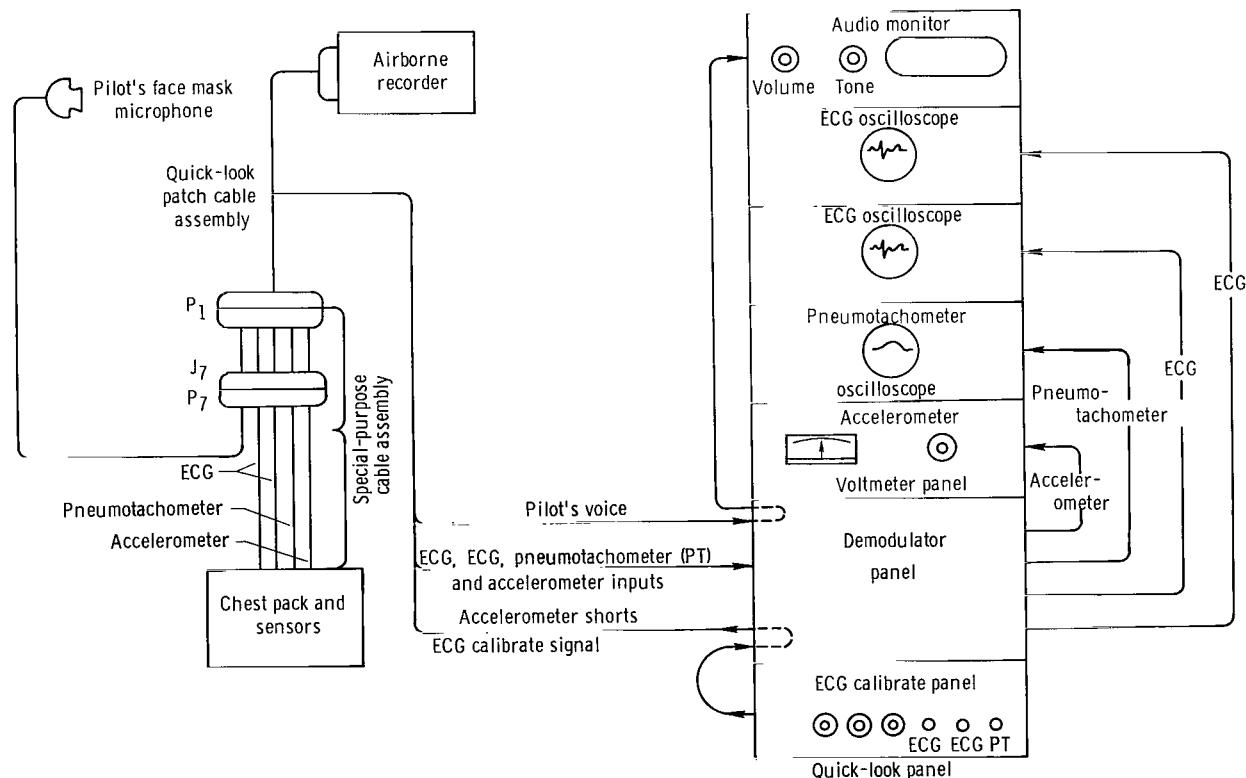 Pilot's face mask
microphone
Airborne
recorder
Quick-look
patch cable
assembly
P1
J7
P7
Special-purpose
cable assembly
ECG
Pneumotachometer
Accelerometer
Chest pack and
sensors
Pilot's voice
ECG, ECG, pneumotachometer (PT)
and accelerometer inputs
Accelerometer shorts
ECG calibrate signal
Audio monitor
Volume
Tone
ECG oscilloscope
ECG oscilloscope
Pneumotachometer
oscilloscope
Accelerometer
Voltmeter panel
Demodulator
panel
ECG calibrate panel
ECG
ECG
PT
Quick-look panel
Acceler-
ometer
Pneumo-
tachometer
ECG
ECG